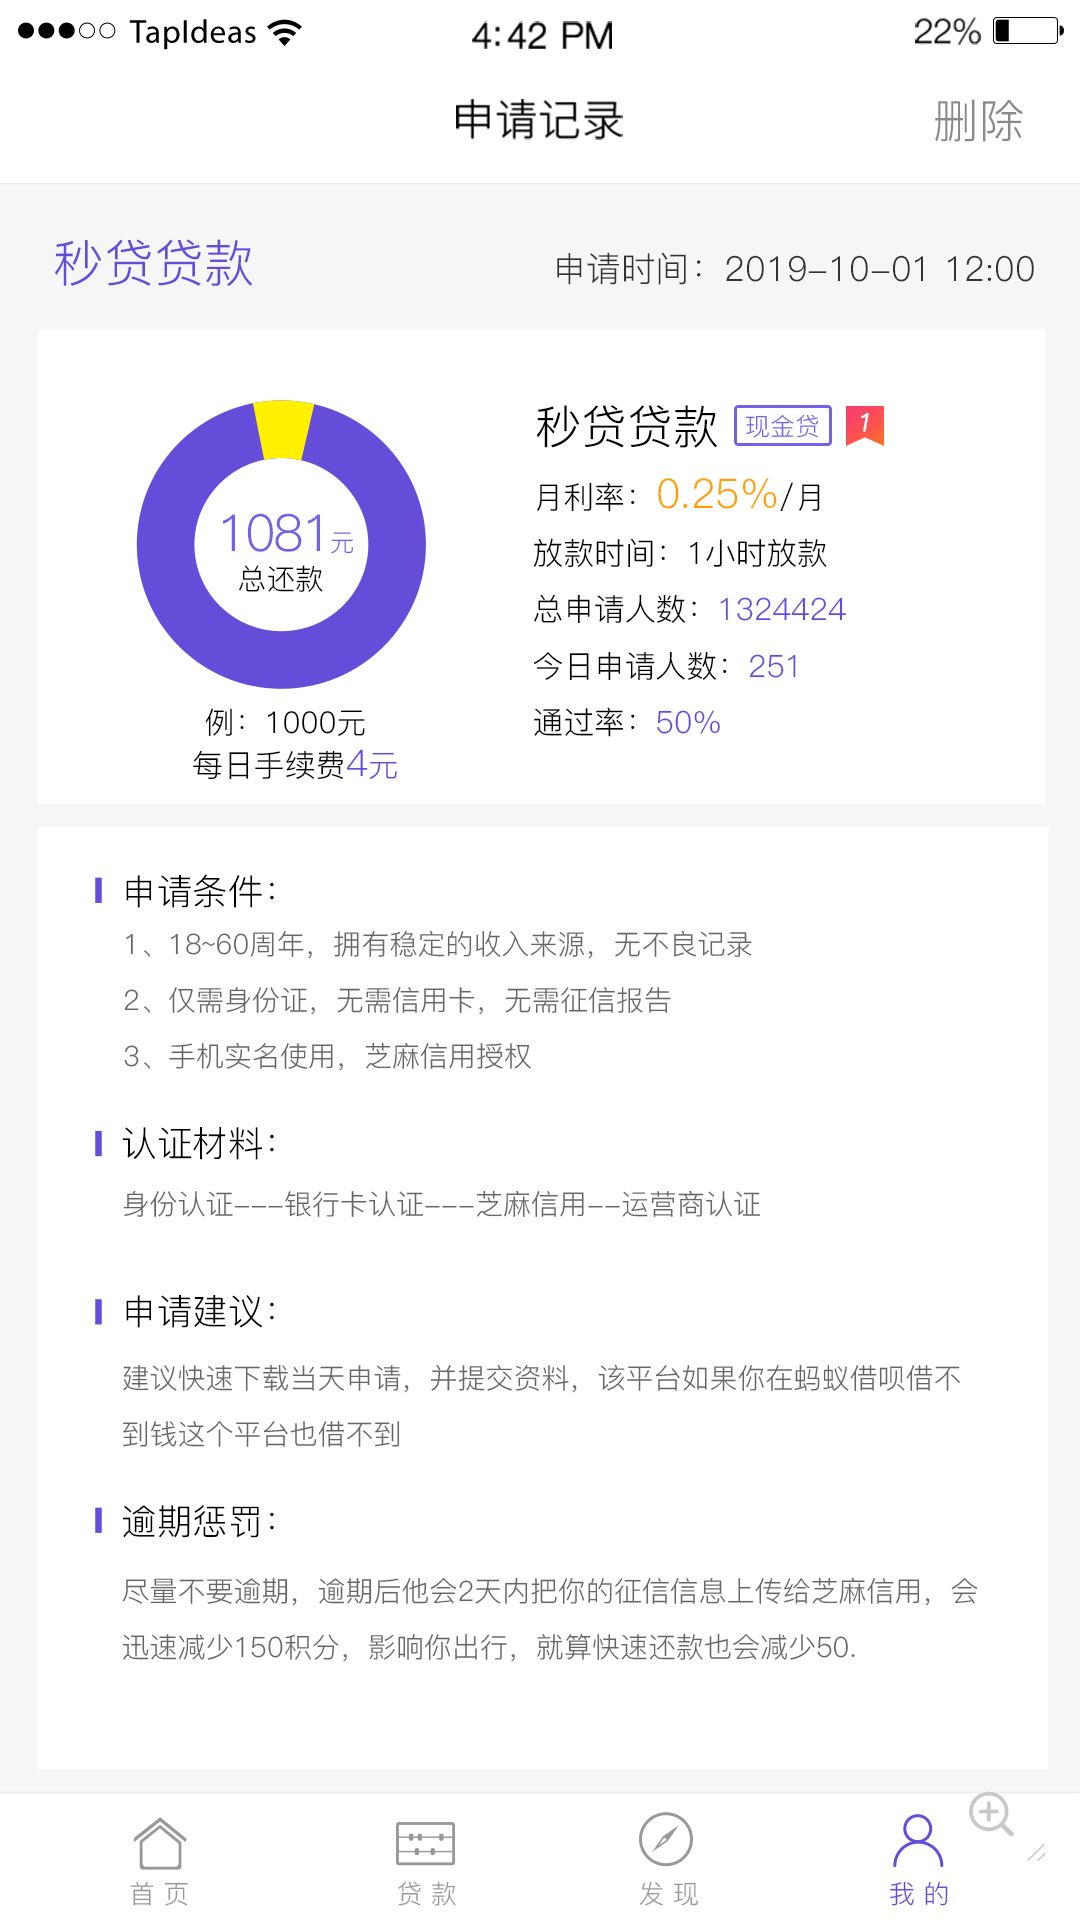 TapIdeas 4:42 PM 22%
申请记录 删除
秒贷贷款 申请时间：2019-10-01 12:00
秒贷贷款 现金贷 1
月利率：0.25%/月
放款时间：1小时放款
总申请人数：1324424
今日申请人数：251
通过率：50%
1081元
总还款
例：1000元
每日手续费4元
申请条件：
1、18~60周年，拥有稳定的收入来源，无不良记录
2、仅需身份证，无需信用卡，无需征信报告
3、手机实名使用，芝麻信用授权
认证材料：
身份认证---银行卡认证---芝麻信用--运营商认证
申请建议：
建议快速下载当天申请，并提交资料，该平台如果你在蚂蚁借呗借不
到钱这个平台也借不到
逾期惩罚：
尽量不要逾期，逾期后他会2天内把你的征信信息上传给芝麻信用，会
迅速减少150积分，影响你出行，就算快速还款也会减少50.
首页 贷款 发现 我的